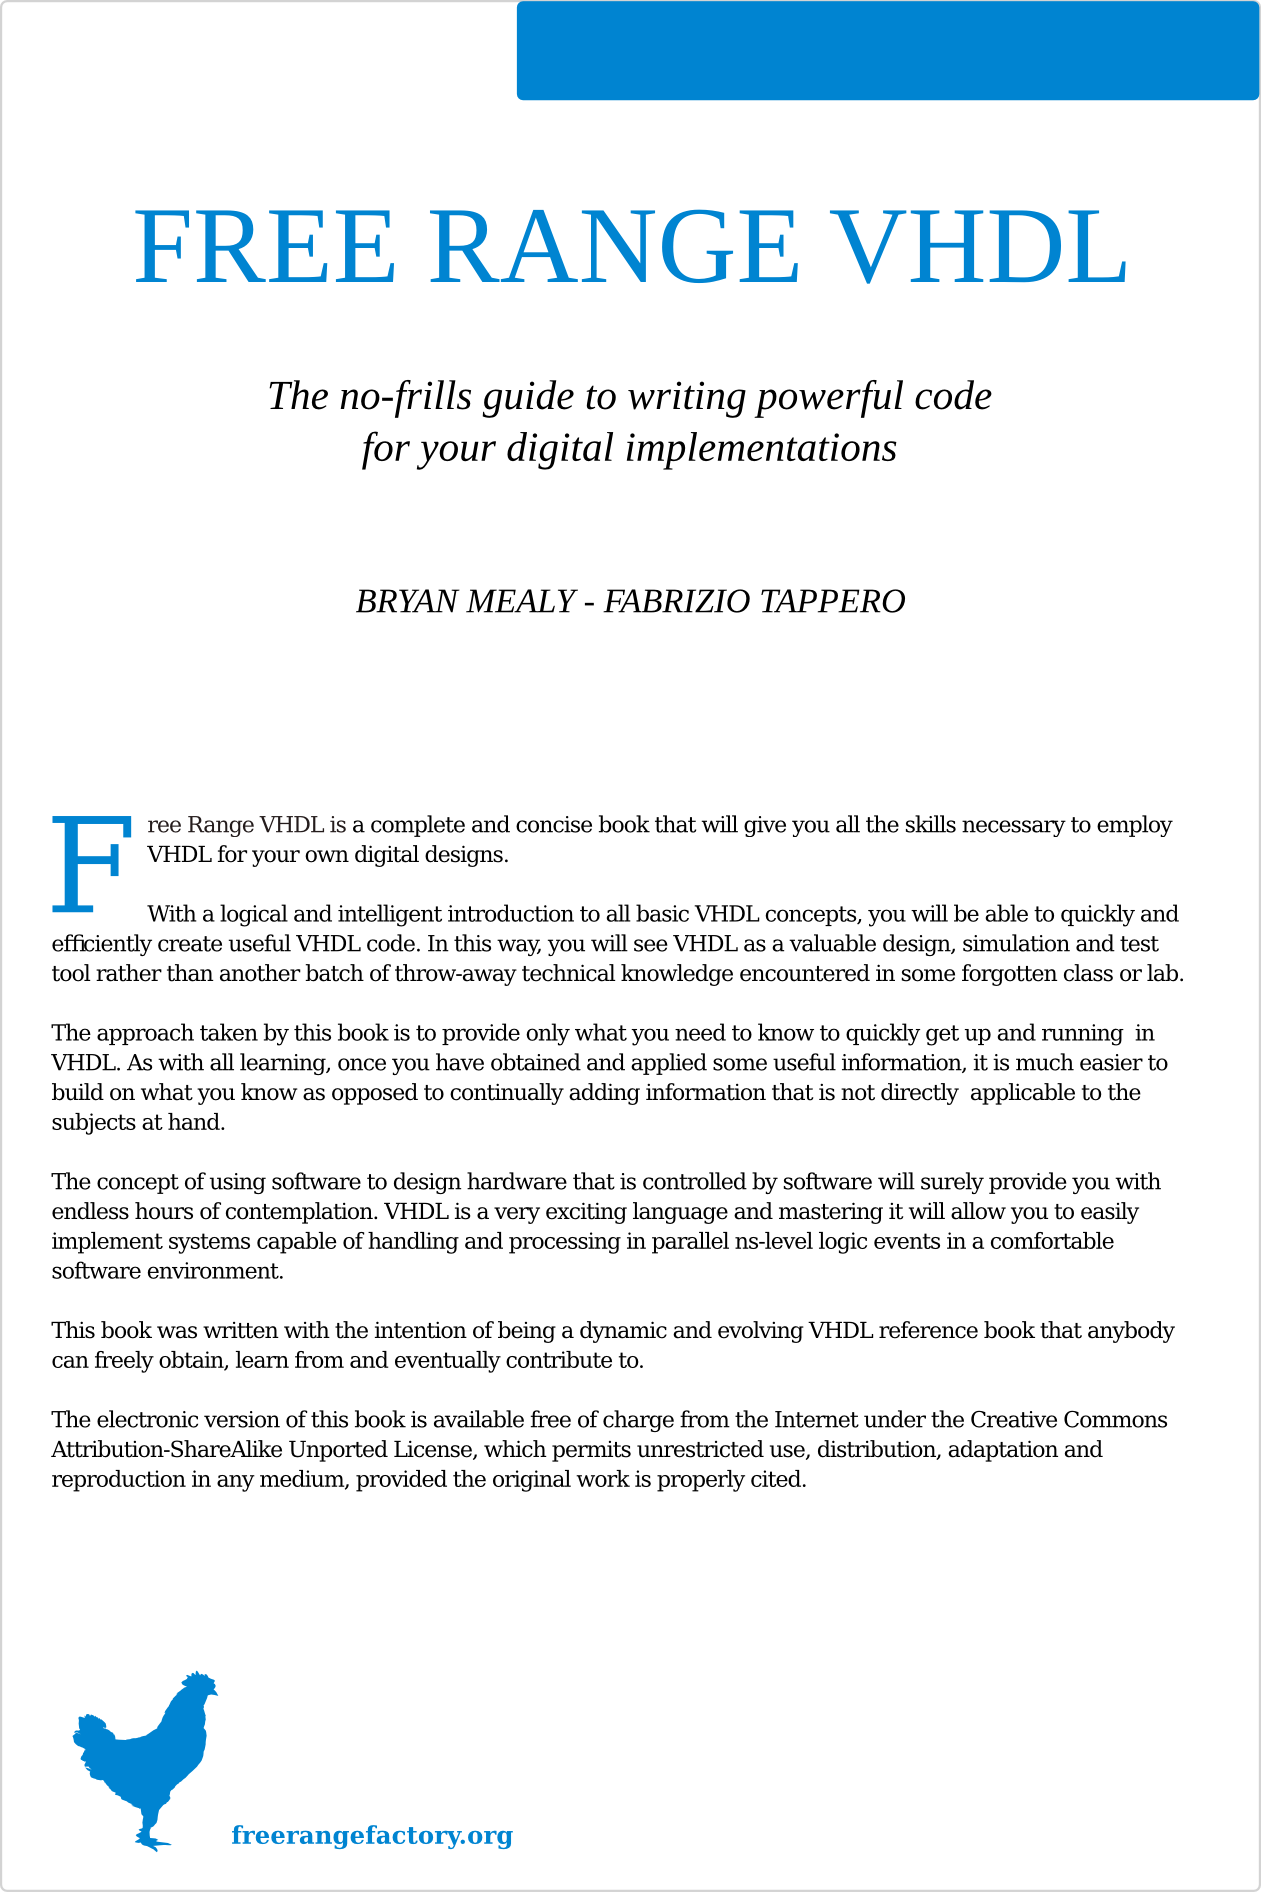 FREE RANGE VHDL
The no-frills guide to writing powerful code
for your digital implementations
BRYAN MEALY - FABRIZIO TAPPERO
Free Range VHDL is a complete and concise book that will give you all the skills necessary to employ
VHDL for your own digital designs.
With a logical and intelligent introduction to all basic VHDL concepts, you will be able to quickly and
efficiently create useful VHDL code. In this way, you will see VHDL as a valuable design, simulation and test
tool rather than another batch of throw-away technical knowledge encountered in some forgotten class or lab.
The approach taken by this book is to provide only what you need to know to quickly get up and running  in
VHDL. As with all learning, once you have obtained and applied some useful information, it is much easier to
build on what you know as opposed to continually adding information that is not directly  applicable to the
subjects at hand.
The concept of using software to design hardware that is controlled by software will surely provide you with
endless hours of contemplation. VHDL is a very exciting language and mastering it will allow you to easily
implement systems capable of handling and processing in parallel ns-level logic events in a comfortable
software environment.
This book was written with the intention of being a dynamic and evolving VHDL reference book that anybody
can freely obtain, learn from and eventually contribute to.
The electronic version of this book is available free of charge from the Internet under the Creative Commons
Attribution-ShareAlike Unported License, which permits unrestricted use, distribution, adaptation and
reproduction in any medium, provided the original work is properly cited.
freerangefactory.org